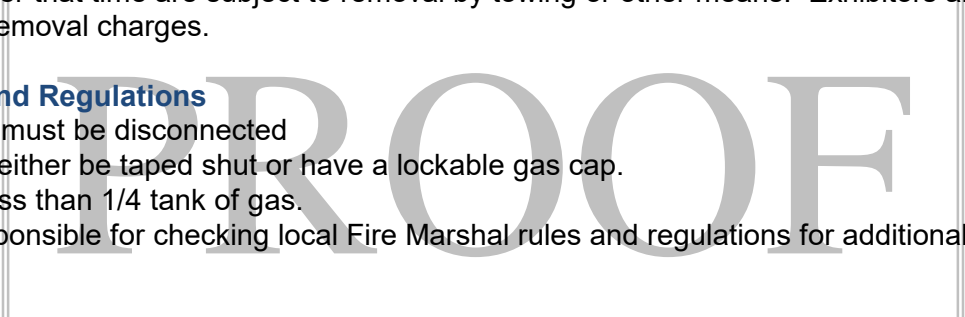 er that time are subject to removal by towing or other means. Exhibitors a
emoval charges.
nd Regulations
must be disconnected
either be taped shut or have a lockable gas cap.
ss than 1/4 tank of gas.
ponsible for checking local Fire Marshal rules and regulations for additional
PROOF